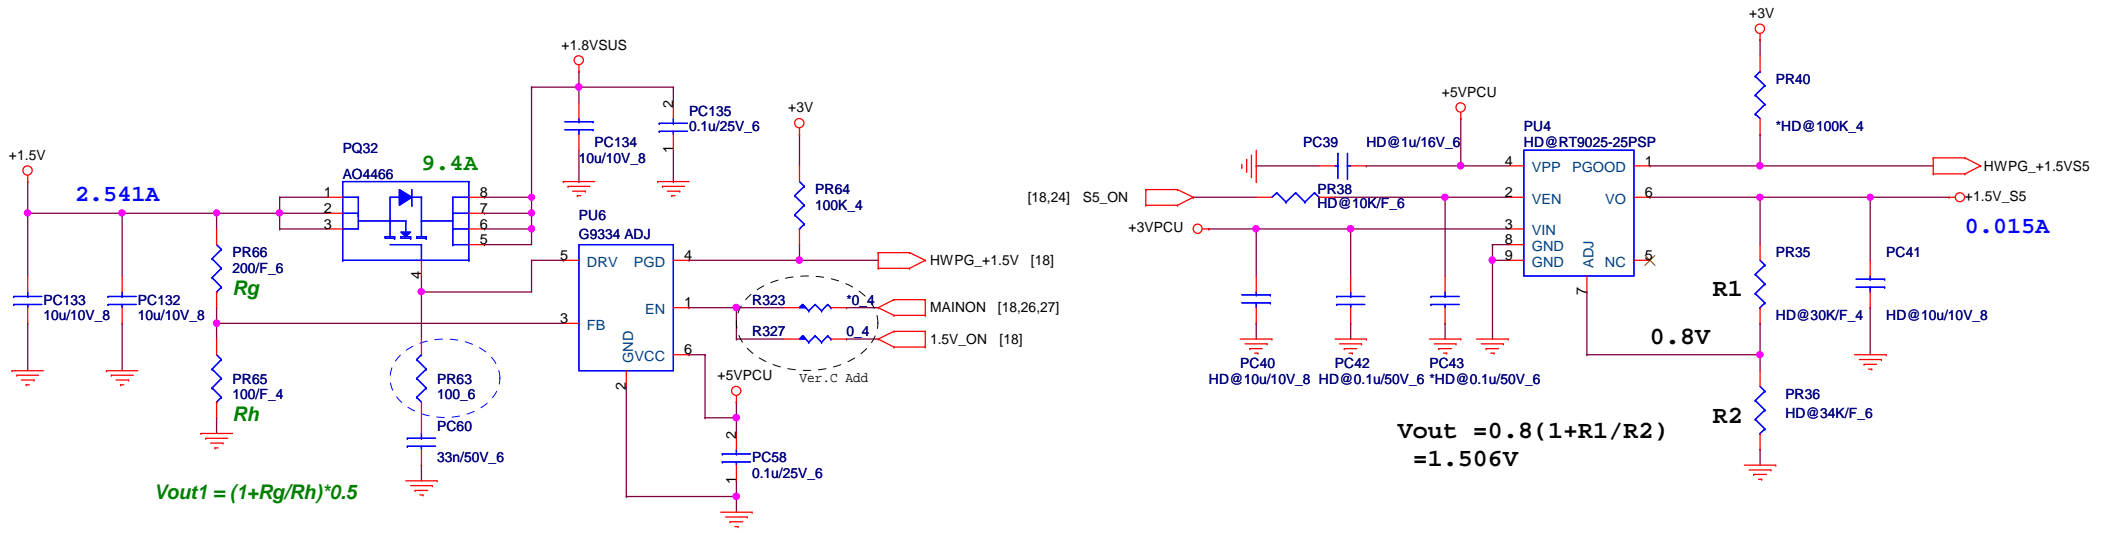 +1.8VSUS
PC134
10u/10V_8
2
PC135
0.1u/25V_6
1
+3V
PR64
100K_4
+1.5V
2.541A
PQ32
AO4466
9.4A
1
2
3
8
7
6
5
4
PC133
10u/10V_8
PC132
10u/10V_8
PR66
200/F_6
Rg
PR65
100/F_4
Rh
PR63
100_6
PC60
33n/50V_6
Vout1 = (1+Rg/Rh)*0.5
PU6
G9334 ADJ
5 DRV
PGD 4
EN 1
3 FB
GND
VCC 6
2
HWPG_+1.5V [18]
R323 *0_4
MAINON [18,26,27]
R327 0_4
1.5V_ON [18]
Ver.C Add
+5VPCU
2
PC58
0.1u/25V_6
1
+3V
PR40
*HD@100K_4
+5VPCU
PC39
HD@1u/16V_6
PU4
HD@RT9025-25PSP
4 VPP
PGOOD 1
HWPG_+1.5VS5
[18,24] S5_ON
PR38
HD@10K/F_6
2 VEN
VO 6
+1.5V_S5
0.015A
+3VPCU
3 VIN
8 GND
9 GND
ADJ
NC 5
7
PC40
HD@10u/10V_8
PC42
HD@0.1u/50V_6
PC43
*HD@0.1u/50V_6
R1
PR35
HD@30K/F_4
PC41
HD@10u/10V_8
0.8V
R2
PR36
HD@34K/F_6
Vout =0.8(1+R1/R2)
=1.506V